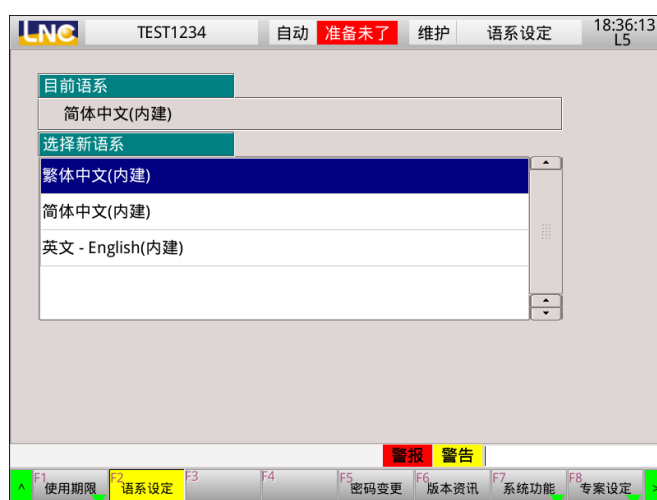 LNC TEST1234 自动 准备未了 维护 语系设定 18:36:13
L5
目前语系
简体中文(内建)
选择新语系
繁体中文(内建)
简体中文(内建)
英文 - English(内建)
警报 警告
^ F1 使用期限 F2 语系设定 F3 F4 F5 密码变更 F6 版本资讯 F7 系统功能 F8 专案设定 >